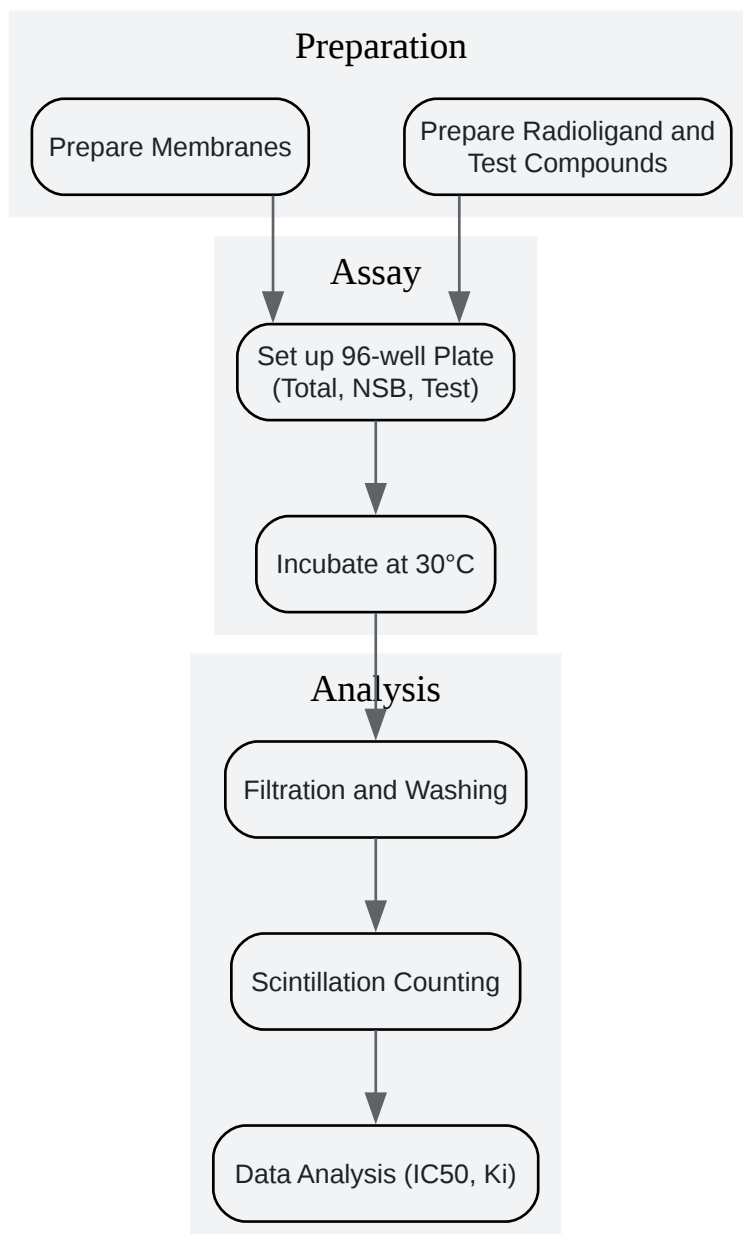 Preparation
Prepare Membranes
Prepare Radioligand and
Test Compounds
Assay
Set up 96-well Plate
(Total, NSB, Test)
Incubate at 30°C
Analysis
Filtration and Washing
Scintillation Counting
Data Analysis (IC50, Ki)